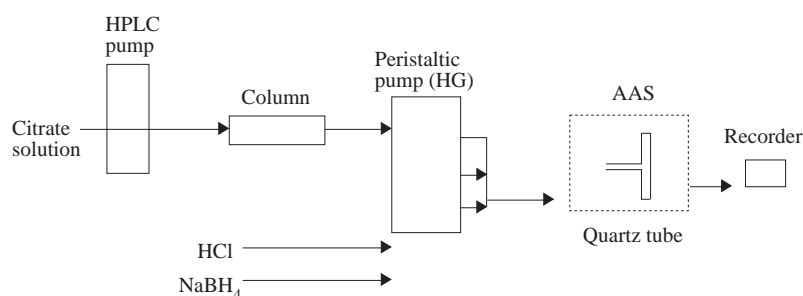 HPLC
pump
Citrate
solution
Column
Peristaltic
pump (HG)
AAS
Recorder
Quartz tube
HCl
NaBH₄